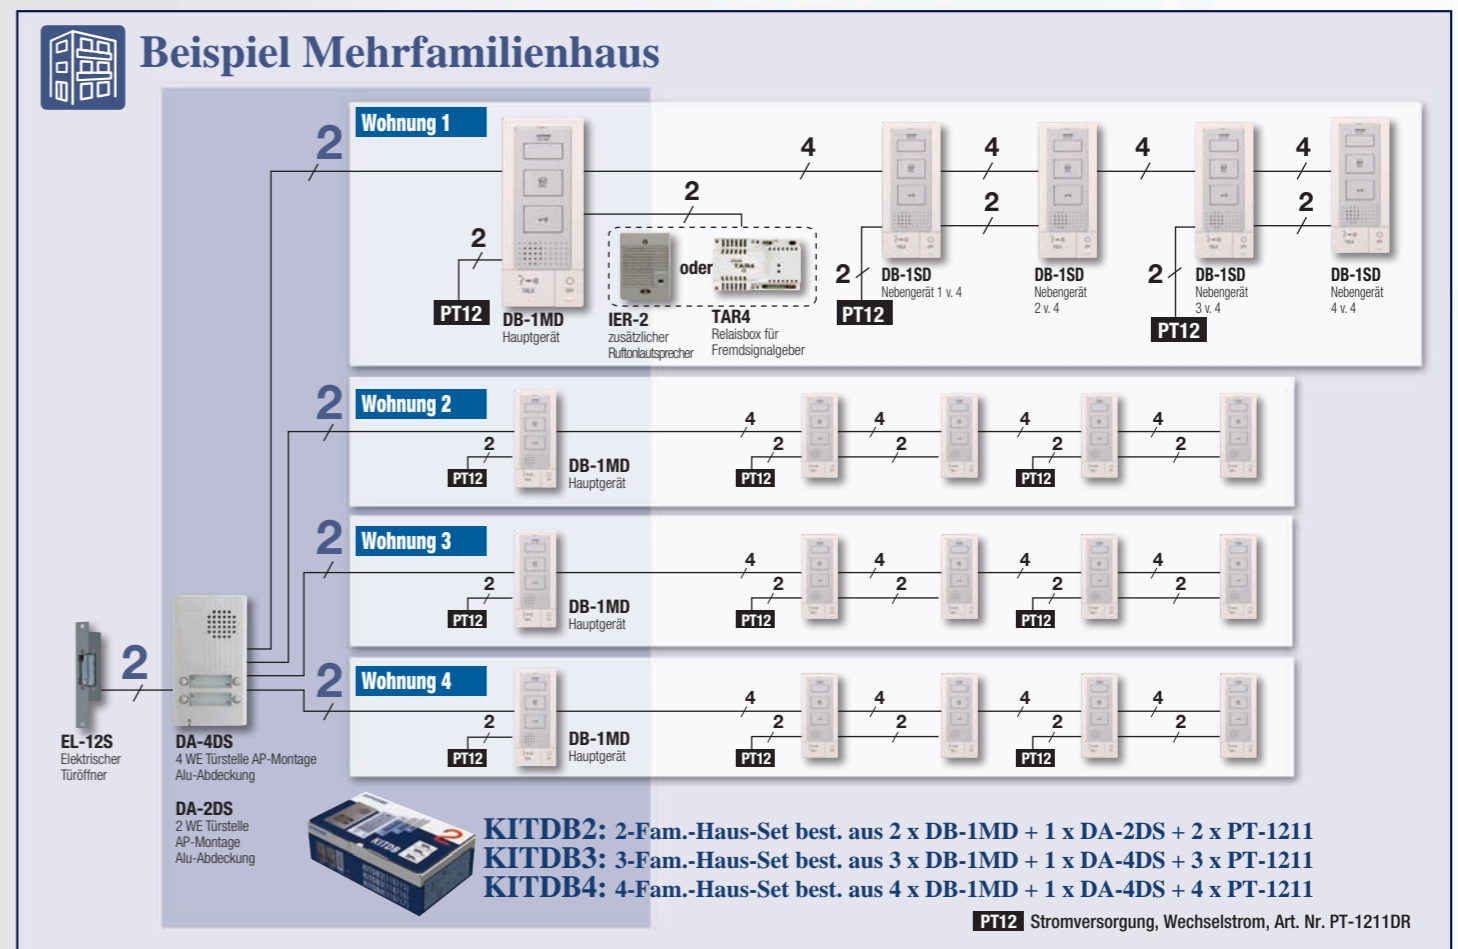 Beispiel Mehrfamilienhaus
Wohnung 1
2
4
4
4
4
2
2
2
2
2
2
oder
TAR4
PT12
DB-1MD
Hauptgerät
IER-2
zusätzlicher
Ruftonlautsprecher
TAR4
Relaisbox für
Fremdsignalgeber
PT12
DB-1SD
Nebengerät 1 v. 4
DB-1SD
Nebengerät
2 v. 4
PT12
DB-1SD
Nebengerät
3 v. 4
DB-1SD
Nebengerät
4 v. 4
TALK OFF
Wohnung 2
2
4
4
4
4
2
2
2
2
2
PT12
DB-1MD
Hauptgerät
PT12
PT12
Wohnung 3
2
4
4
4
4
2
2
2
2
2
PT12
DB-1MD
Hauptgerät
PT12
PT12
Wohnung 4
2
4
4
4
4
2
2
2
2
2
PT12
DB-1MD
Hauptgerät
PT12
PT12
2
EL-12S
Elektrischer
Türöffner
DA-4DS
4 WE Türstelle AP-Montage
Alu-Abdeckung
DA-2DS
2 WE Türstelle
AP-Montage
Alu-Abdeckung
2
KITDB
KITDB2: 2-Fam.-Haus-Set best. aus 2 x DB-1MD + 1 x DA-2DS + 2 x PT-1211
KITDB3: 3-Fam.-Haus-Set best. aus 3 x DB-1MD + 1 x DA-4DS + 3 x PT-1211
KITDB4: 4-Fam.-Haus-Set best. aus 4 x DB-1MD + 1 x DA-4DS + 4 x PT-1211
PT12 Stromversorgung, Wechselstrom, Art. Nr. PT-1211DR